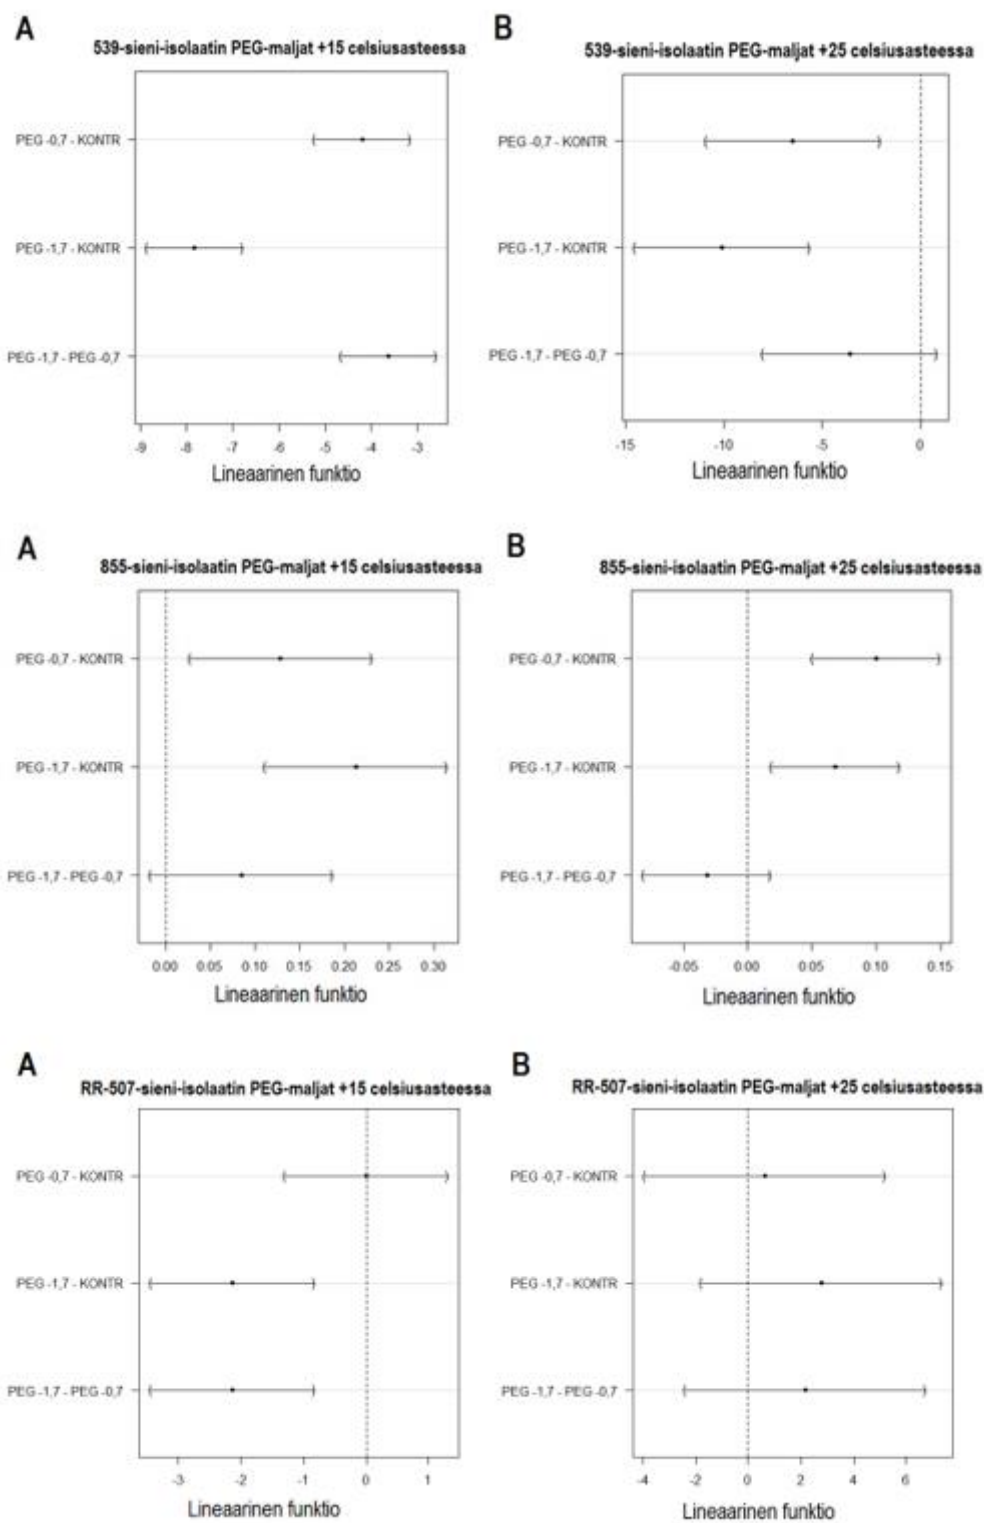 A
539-sieni-isolaatin PEG-maljat +15 celsiusasteessa
PEG -0,7 - KONTR
PEG -1,7 - KONTR
PEG -1,7 - PEG -0,7
-9 -8 -7 -6 -5 -4 -3
Lineaarinen funktio
B
539-sieni-isolaatin PEG-maljat +25 celsiusasteessa
PEG -0,7 - KONTR
PEG -1,7 - KONTR
PEG -1,7 - PEG -0,7
-15 -10 -5 0
Lineaarinen funktio
A
855-sieni-isolaatin PEG-maljat +15 celsiusasteessa
PEG -0,7 - KONTR
PEG -1,7 - KONTR
PEG -1,7 - PEG -0,7
0.00 0.05 0.10 0.15 0.20 0.25 0.30
Lineaarinen funktio
B
855-sieni-isolaatin PEG-maljat +25 celsiusasteessa
PEG -0,7 - KONTR
PEG -1,7 - KONTR
PEG -1,7 - PEG -0,7
-0.05 0.00 0.05 0.10 0.15
Lineaarinen funktio
A
RR-507-sieni-isolaatin PEG-maljat +15 celsiusasteessa
PEG -0,7 - KONTR
PEG -1,7 - KONTR
PEG -1,7 - PEG -0,7
-3 -2 -1 0 1
Lineaarinen funktio
B
RR-507-sieni-isolaatin PEG-maljat +25 celsiusasteessa
PEG -0,7 - KONTR
PEG -1,7 - KONTR
PEG -1,7 - PEG -0,7
-4 -2 0 2 4 6
Lineaarinen funktio